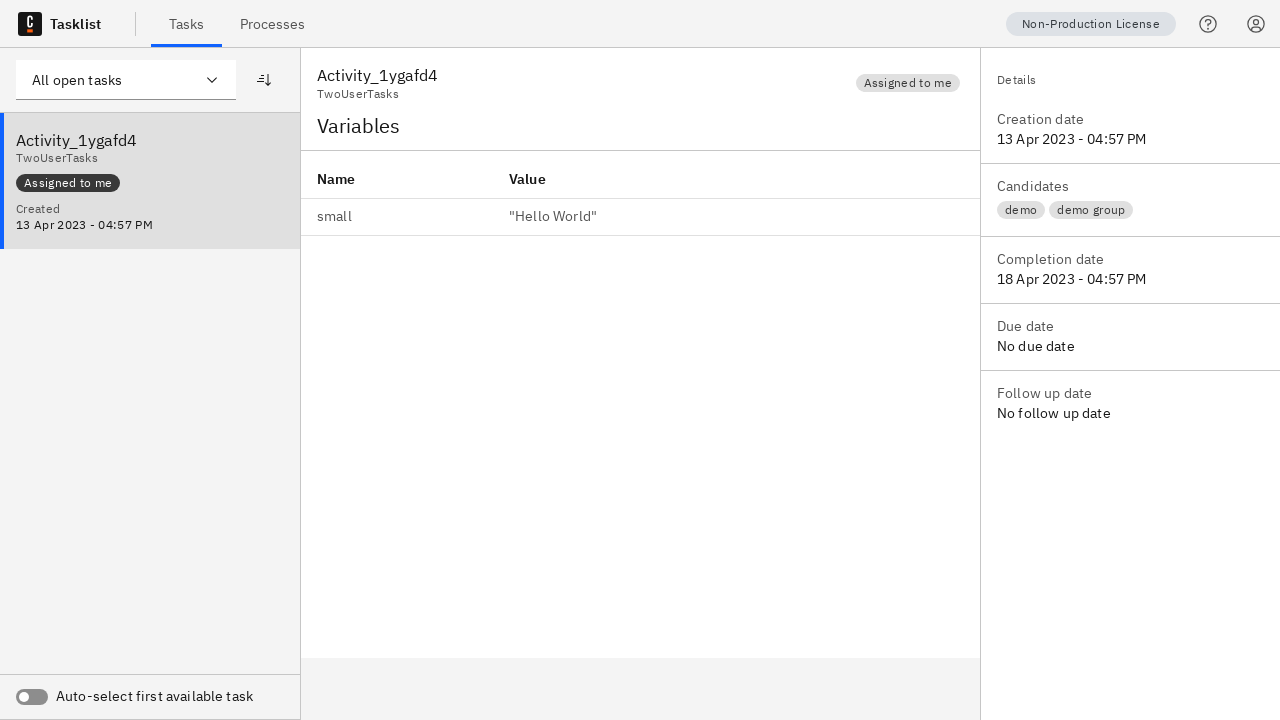 Tasklist
Tasks
Processes
Non-Production License
All open tasks
Activity_1ygafd4
TwoUserTasks
Assigned to me
Created
13 Apr 2023 - 04:57 PM
Auto-select first available task
Activity_1ygafd4
TwoUserTasks
Assigned to me
Variables
Name Value
small "Hello World"
Details
Creation date
13 Apr 2023 - 04:57 PM
Candidates
demo demo group
Completion date
18 Apr 2023 - 04:57 PM
Due date
No due date
Follow up date
No follow up date